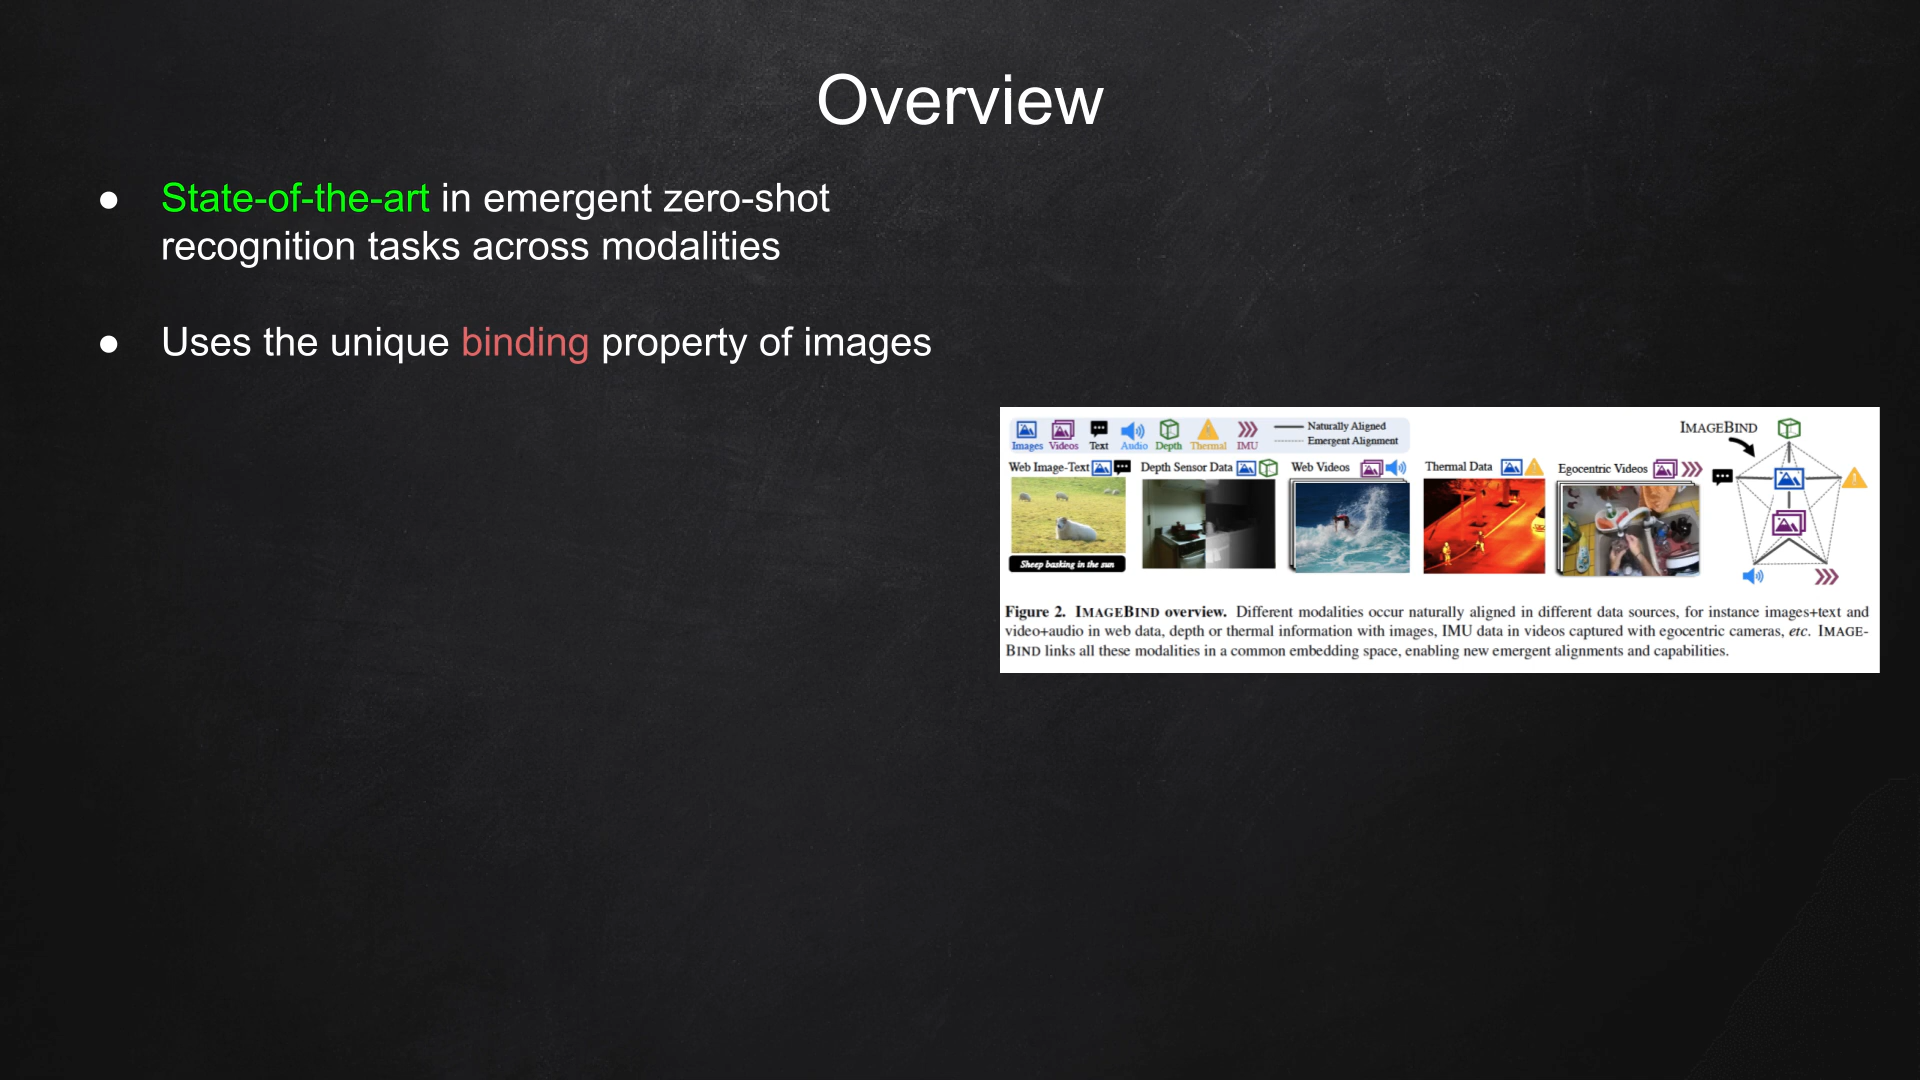 Overview
● State-of-the-art in emergent zero-shot
recognition tasks across modalities
● Uses the unique binding property of images
Images Videos Text Audio Depth Thermal IMU
Naturally Aligned
Emergent Alignment
IMAGEBIND
Web Image-Text
Depth Sensor Data
Web Videos
Thermal Data
Egocentric Videos
Sheep basking in the sun
Figure 2. IMAGEBIND overview. Different modalities occur naturally aligned in different data sources, for instance images+text and
video+audio in web data, depth or thermal information with images, IMU data in videos captured with egocentric cameras, etc. IMAGE-
BIND links all these modalities in a common embedding space, enabling new emergent alignments and capabilities.